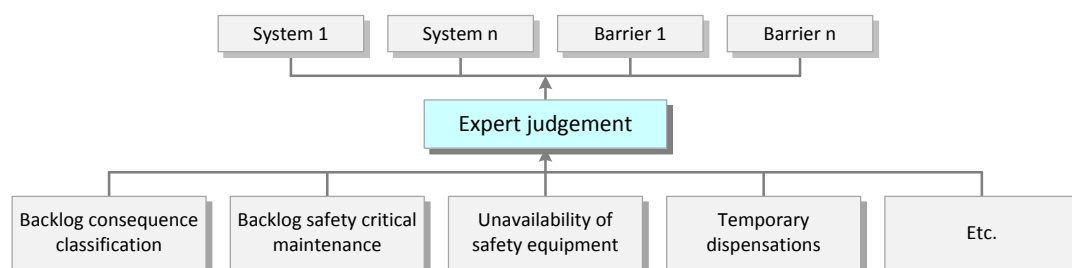 System 1
System n
Barrier 1
Barrier n
Expert judgement
Backlog consequence
classification
Backlog safety critical
maintenance
Unavailability of
safety equipment
Temporary
dispensations
Etc.